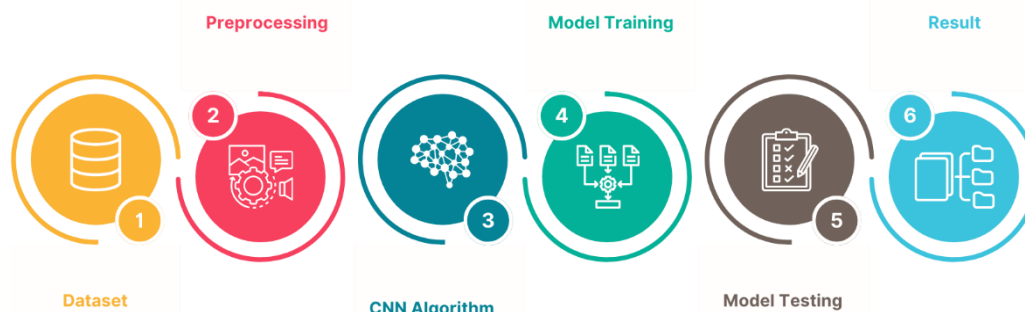 Preprocessing
Model Training
Result
1
2
3
4
5
6
Dataset
CNN Algorithm
Model Testing